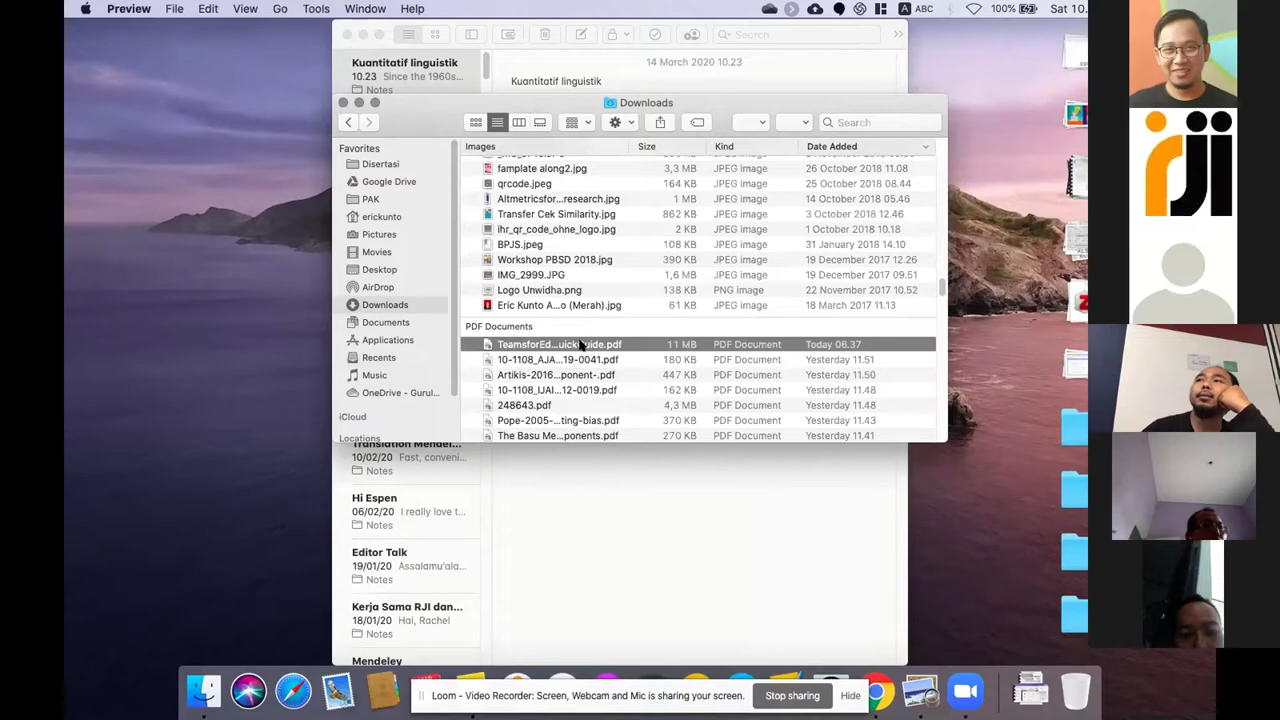 Preview File Edit View Go Tools Window Help
ABC 100% Sat 10.
Search
Kuantitatif linguistik
10.23 Since the 1960s...
Notes
14 March 2020 10.23
Kuantitatif linguistik
Downloads
Search
Favorites
Disertasi
Google Drive
PAK
erickunto
Pictures
Movies
Desktop
AirDrop
Downloads
Documents
Applications
Recents
Music
OneDrive - Gurul...
iCloud
Locations
Images Size Kind Date Added
famplate along2.jpg 3,3 MB JPEG image 26 October 2018 11.08
qrcode.jpeg 164 KB JPEG image 25 October 2018 08.44
Altmetricsfor...research.jpg 1 MB JPEG image 14 October 2018 05.46
Transfer Cek Similarity.jpg 862 KB JPEG image 3 October 2018 12.46
ihr_qr_code_ohne_logo.jpg 2 KB JPEG image 1 October 2018 10.18
BPJS.jpeg 108 KB JPEG image 31 January 2018 14.10
Workshop PBSD 2018.jpg 390 KB JPEG image 19 December 2017 12.26
IMG_2999.JPG 1,6 MB JPEG image 19 December 2017 09.51
Logo Unwidha.png 138 KB PNG image 22 November 2017 10.52
Eric Kunto A...o (Merah).jpg 61 KB JPEG image 18 March 2017 11.13
PDF Documents
TeamsforEd...uick ide.pdf 11 MB PDF Document Today 06.37
10-1108_AJA...19-0041.pdf 180 KB PDF Document Yesterday 11.51
Artikis-2016...ponent-.pdf 447 KB PDF Document Yesterday 11.50
10-1108_IJAI...12-0019.pdf 162 KB PDF Document Yesterday 11.48
248643.pdf 4,3 MB PDF Document Yesterday 11.48
Pope-2005-...ting-bias.pdf 370 KB PDF Document Yesterday 11.43
The Basu Me...ponents.pdf 270 KB PDF Document Yesterday 11.41
Translation Mendel...
10/02/20 Fast, conveni...
Notes
Hi Espen
06/02/20 I really love t...
Notes
Editor Talk
19/01/20 Assalamu'ala...
Notes
Kerja Sama RJI dan...
18/01/20 Hai, Rachel
Notes
Mendeley
Loom - Video Recorder: Screen, Webcam and Mic is sharing your screen. Stop sharing Hide
rji